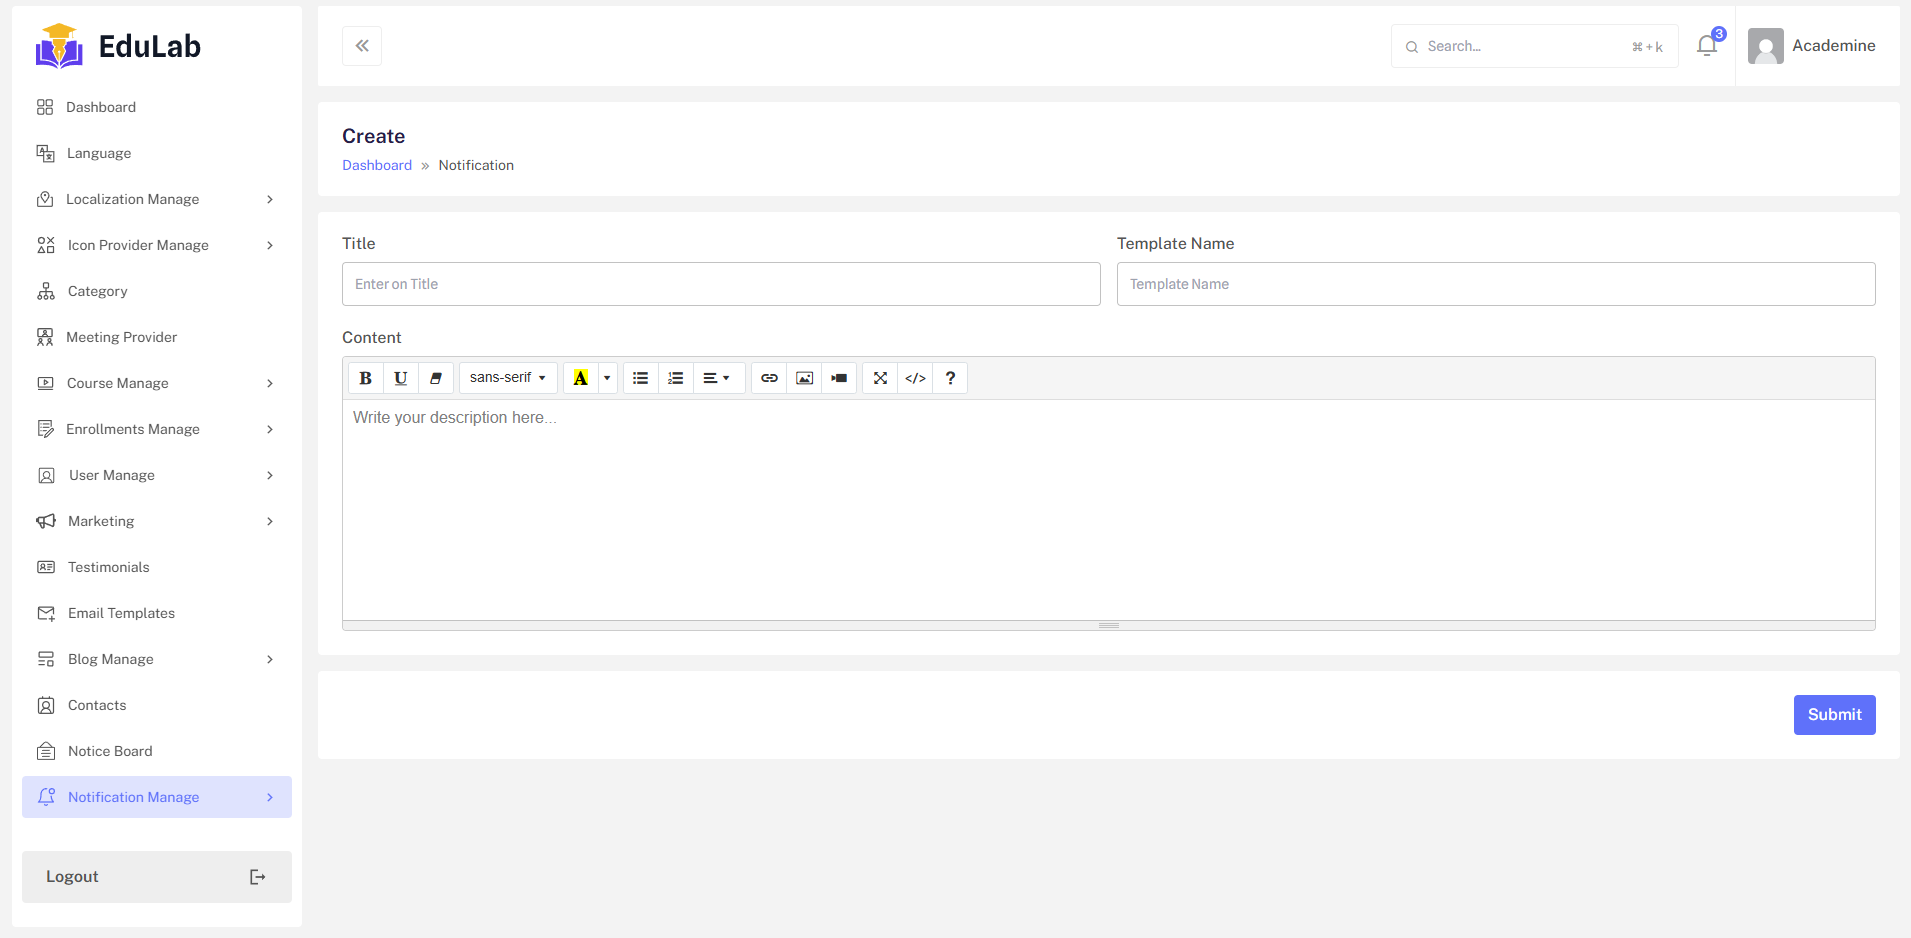 EduLab
Dashboard
Language
Localization Manage
Icon Provider Manage
Category
Meeting Provider
Course Manage
Enrollments Manage
User Manage
Marketing
Testimonials
Email Templates
Blog Manage
Contacts
Notice Board
Notification Manage
Logout
Search... ⌘+k
3
Academine
Create
Dashboard » Notification
Title
Enter on Title
Template Name
Template Name
Content
B U sans-serif A </> ?
Write your description here...
Submit